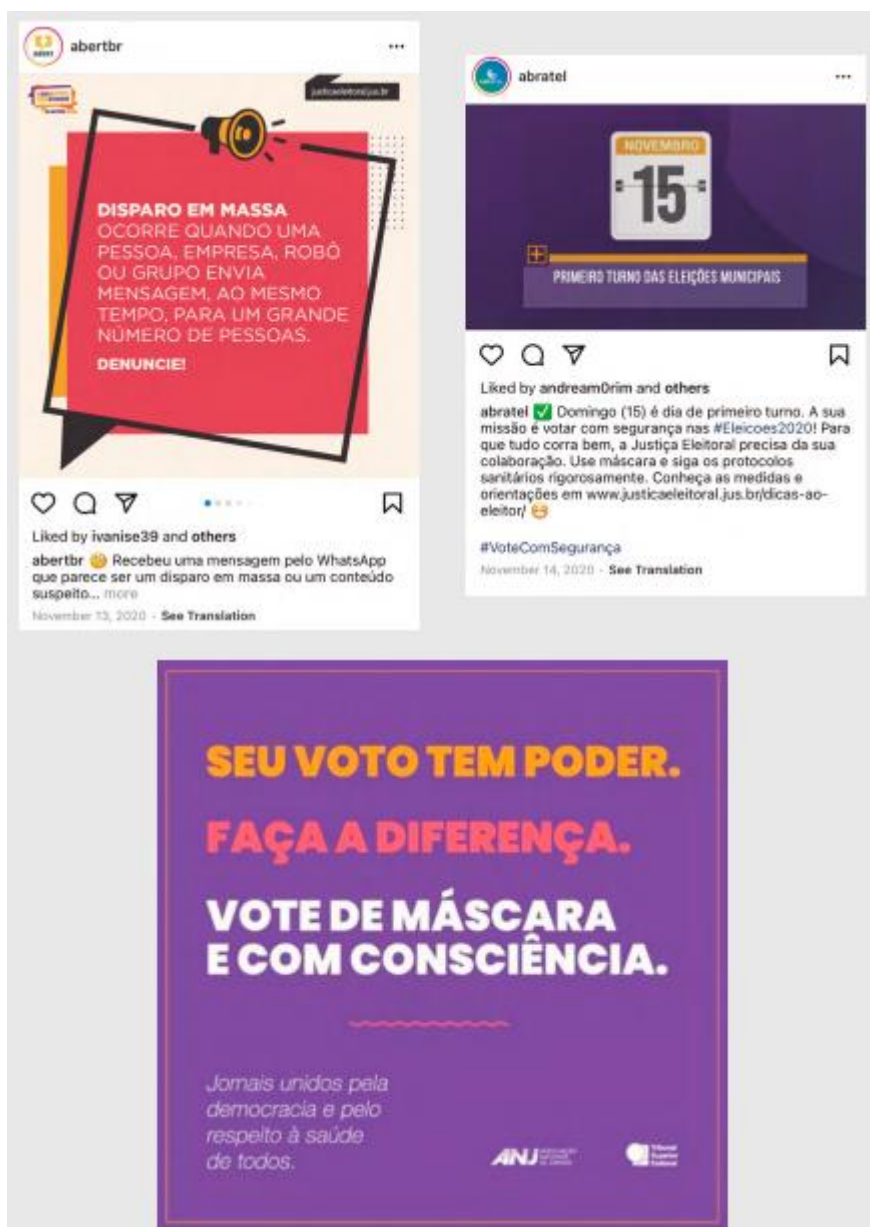 abertbr
justicaeleitoral.jus.br
DISPARO EM MASSA
OCORRE QUANDO UMA
PESSOA, EMPRESA, ROBÔ
OU GRUPO ENVIA
MENSAGEM, AO MESMO
TEMPO, PARA UM GRANDE
NÚMERO DE PESSOAS.
DENUNCIE!
Liked by ivanise39 and others
abertbr Recebeu uma mensagem pelo WhatsApp
que parece ser um disparo em massa ou um conteúdo
suspeito... more
November 13, 2020 · See Translation
abratel
NOVEMBRO
15
PRIMEIRO TURNO DAS ELEIÇÕES MUNICIPAIS
Liked by andream0rim and others
abratel ✅ Domingo (15) é dia de primeiro turno. A sua
missão é votar com segurança nas #Eleicoes2020! Para
que tudo corra bem, a Justiça Eleitoral precisa da sua
colaboração. Use máscara e siga os protocolos
sanitários rigorosamente. Conheça as medidas e
orientações em www.justicaeleitoral.jus.br/dicas-ao-
eleitor/ 😷
#VoteComSegurança
November 14, 2020 · See Translation
SEU VOTO TEM PODER.
FAÇA A DIFERENÇA.
VOTE DE MÁSCARA
E COM CONSCIÊNCIA.
Jornais unidos pela
democracia e pelo
respeito à saúde
de todos.
ANJ
Tribunal
Superior
Eleitoral